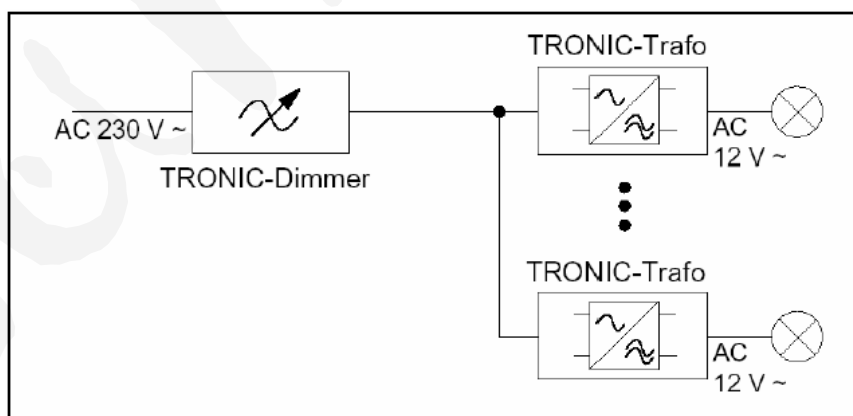 TRONIC-Trafo
AC 230 V ~
TRONIC-Dimmer
AC
12 V ~
TRONIC-Trafo
AC
12 V ~